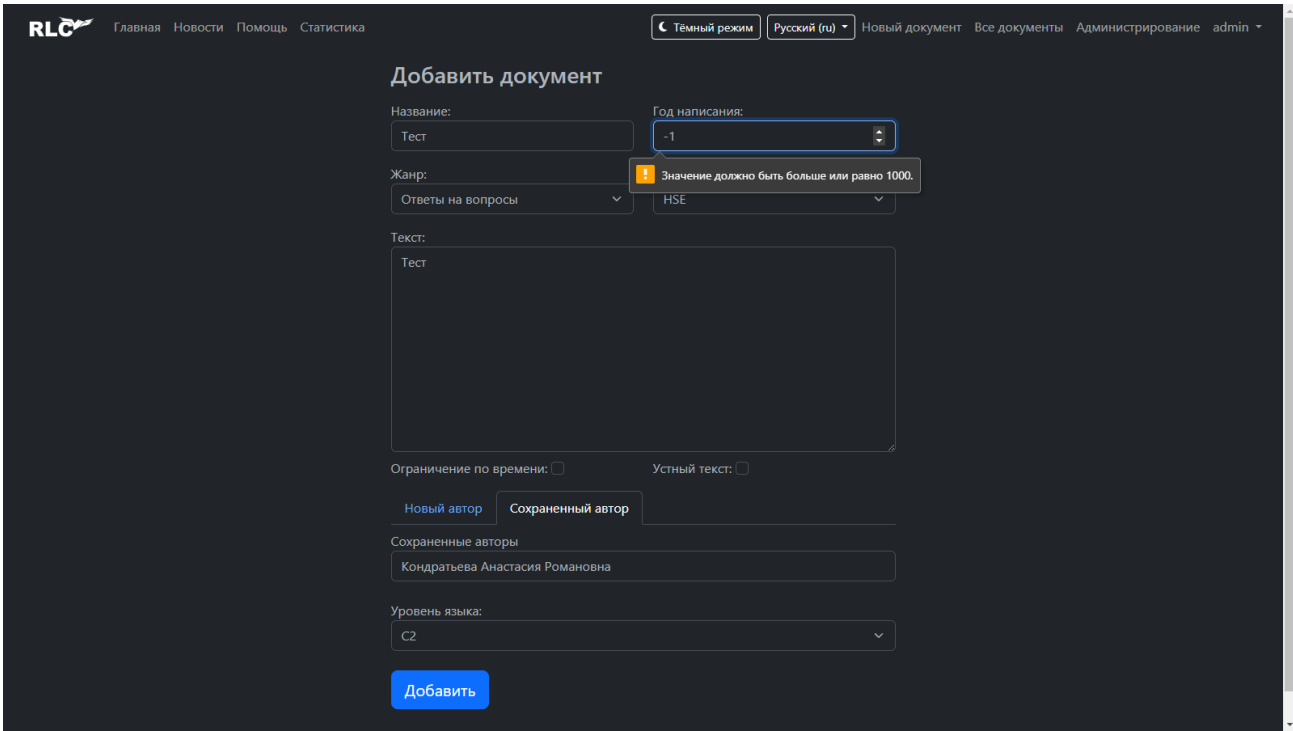 RLC Главная Новости Помощь Статистика Тёмный режим Русский (ru) Новый документ Все документы Администрирование admin
Добавить документ
Название: Год написания:
Тест -1
Значение должно быть больше или равно 1000.
Жанр:
Ответы на вопросы HSE
Текст:
Тест
Ограничение по времени: Устный текст:
Новый автор Сохраненный автор
Сохраненные авторы
Кондратьева Анастасия Романовна
Уровень языка:
C2
Добавить